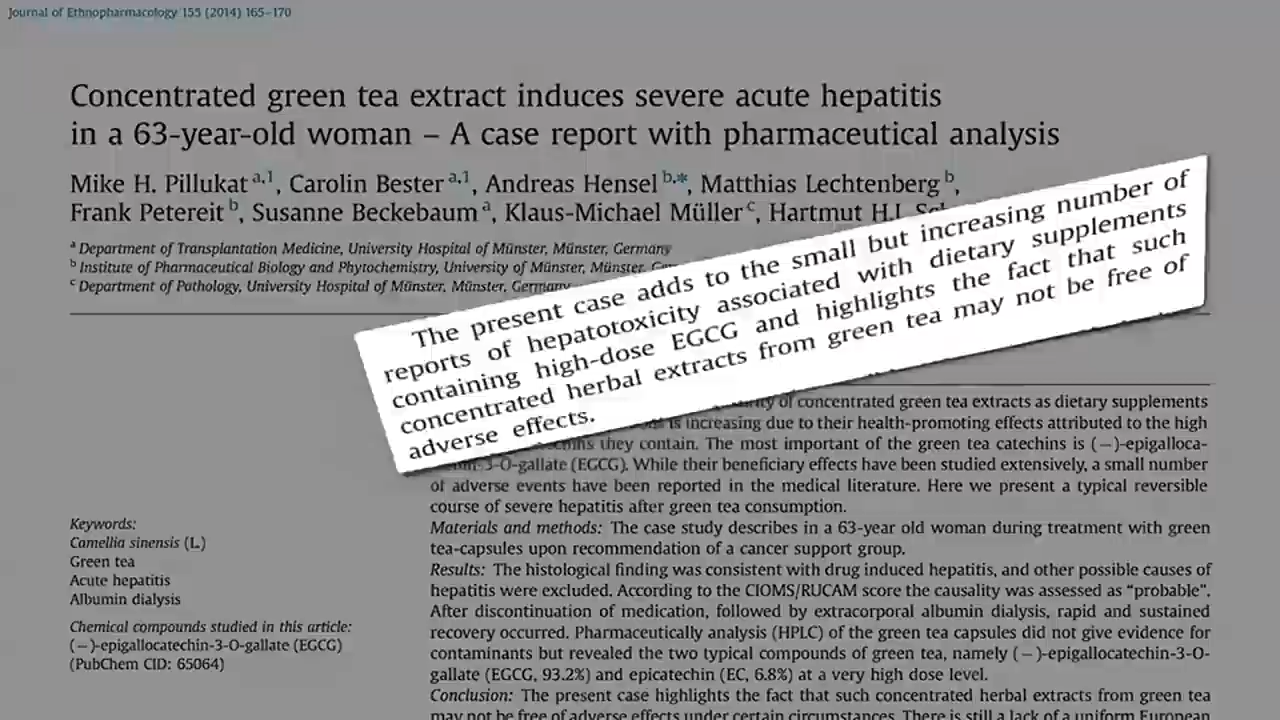 Journal of Ethnopharmacology 155 (2014) 165–170
Concentrated green tea extract induces severe acute hepatitis
in a 63-year-old woman – A case report with pharmaceutical analysis
Mike H. Pillukat a,1, Carolin Bester a,1, Andreas Hensel b,*, Matthias Lechtenberg b,
Frank Petereit b, Susanne Beckebaum a, Klaus-Michael Müller c, Hartmut H.J.
a Department of Transplantation Medicine, University Hospital of Münster, Münster, Germany
b Institute of Pharmaceutical Biology and Phytochemistry, University of Münster, Münster,
c Department of Pathology, University Hospital of Münster, Münster, Germany
The present case adds to the small but increasing number of
reports of hepatotoxicity associated with dietary supplements
containing high-dose EGCG and highlights the fact that such
concentrated herbal extracts from green tea may not be free of
adverse effects.
of concentrated green tea extracts as dietary supplements
is increasing due to their health-promoting effects attributed to the high
they contain. The most important of the green tea catechins is (−)-epigalloca-
-3-O-gallate (EGCG). While their beneficiary effects have been studied extensively, a small number
of adverse events have been reported in the medical literature. Here we present a typical reversible
course of severe hepatitis after green tea consumption.
Materials and methods: The case study describes in a 63-year old woman during treatment with green
tea-capsules upon recommendation of a cancer support group.
Results: The histological finding was consistent with drug induced hepatitis, and other possible causes of
hepatitis were excluded. According to the CIOMS/RUCAM score the causality was assessed as “probable”.
After discontinuation of medication, followed by extracorporal albumin dialysis, rapid and sustained
recovery occurred. Pharmaceutically analysis (HPLC) of the green tea capsules did not give evidence for
contaminants but revealed the two typical compounds of green tea, namely (−)-epigallocatechin-3-O-
gallate (EGCG, 93.2%) and epicatechin (EC, 6.8%) at a very high dose level.
Conclusion: The present case highlights the fact that such concentrated herbal extracts from green tea
may not be free of adverse effects under certain circumstances. There is still a lack of a uniform European
Keywords:
Camellia sinensis (L.)
Green tea
Acute hepatitis
Albumin dialysis
Chemical compounds studied in this article:
(−)-epigallocatechin-3-O-gallate (EGCG)
(PubChem CID: 65064)